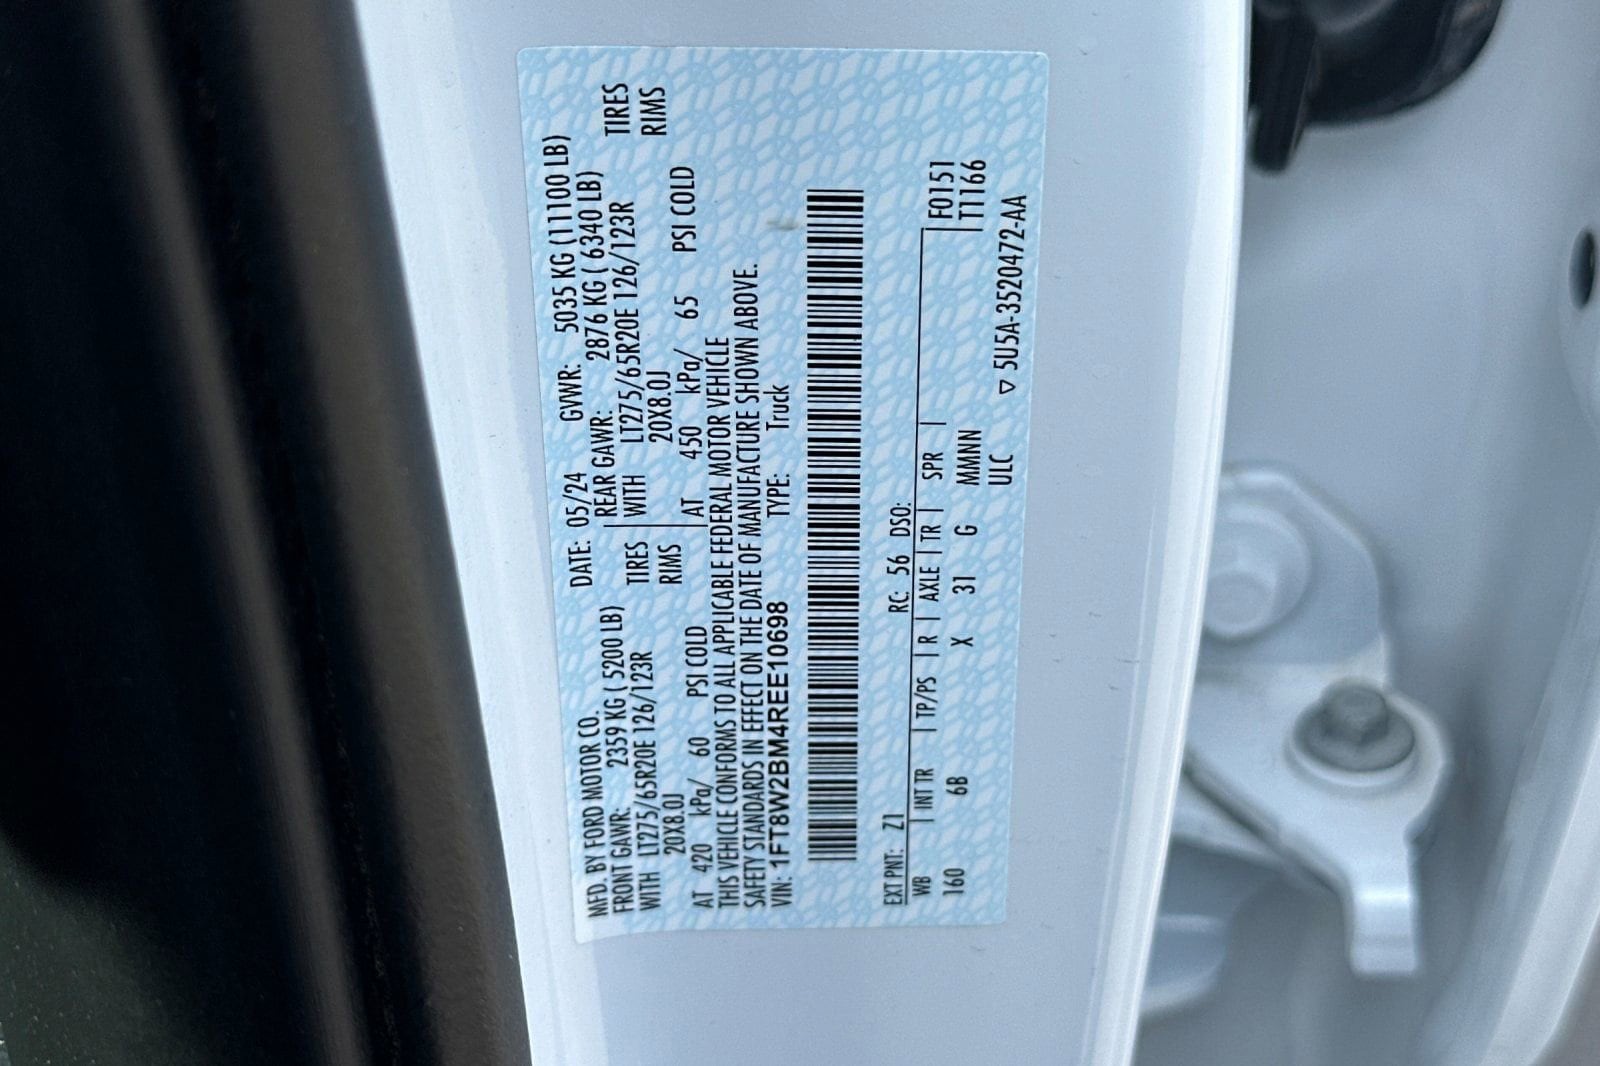 MFD. BY FORD MOTOR CO.
DATE: 05/24 GVWR: 5035 KG (11100 LB)
FRONT GAWR: 2359 KG ( 5200 LB) REAR GAWR: 2876 KG ( 6340 LB)
WITH LT275/65R20E 126/123R TIRES WITH LT275/65R20E 126/123R TIRES
20X8.0J RIMS 20X8.0J RIMS
AT 420 kPa/ 60 PSI COLD AT 450 kPa/ 65 PSI COLD
THIS VEHICLE CONFORMS TO ALL APPLICABLE FEDERAL MOTOR VEHICLE
SAFETY STANDARDS IN EFFECT ON THE DATE OF MANUFACTURE SHOWN ABOVE.
VIN: 1FT8W2BM4REE10698 TYPE: Truck
EXT PNT: Z1 RC: 56 DSO: F0151
WB | INT TR | TP/PS | R | AXLE | TR | SPR | T1166
160 6B X 31 G MMMNN
ULC ▽ 5U5A-3520472-AA